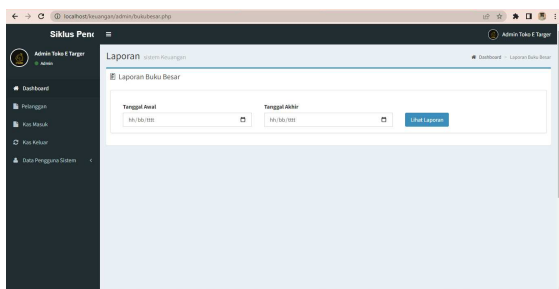 localhost/keuangan/admin/bukubesar.php
Siklus Penc
Admin Toko E Targer
Admin Toko E Targer
Admin
Laporan Sistem Keuangan
Dashboard
Laporan Buku Besar
Laporan Buku Besar
Dashboard
Pelanggan
Kas Masuk
Kas Keluar
Data Pengguna Sistem
Tanggal Awal
Tanggal Akhir
hh/bb/tttt
hh/bb/tttt
Lihat Laporan